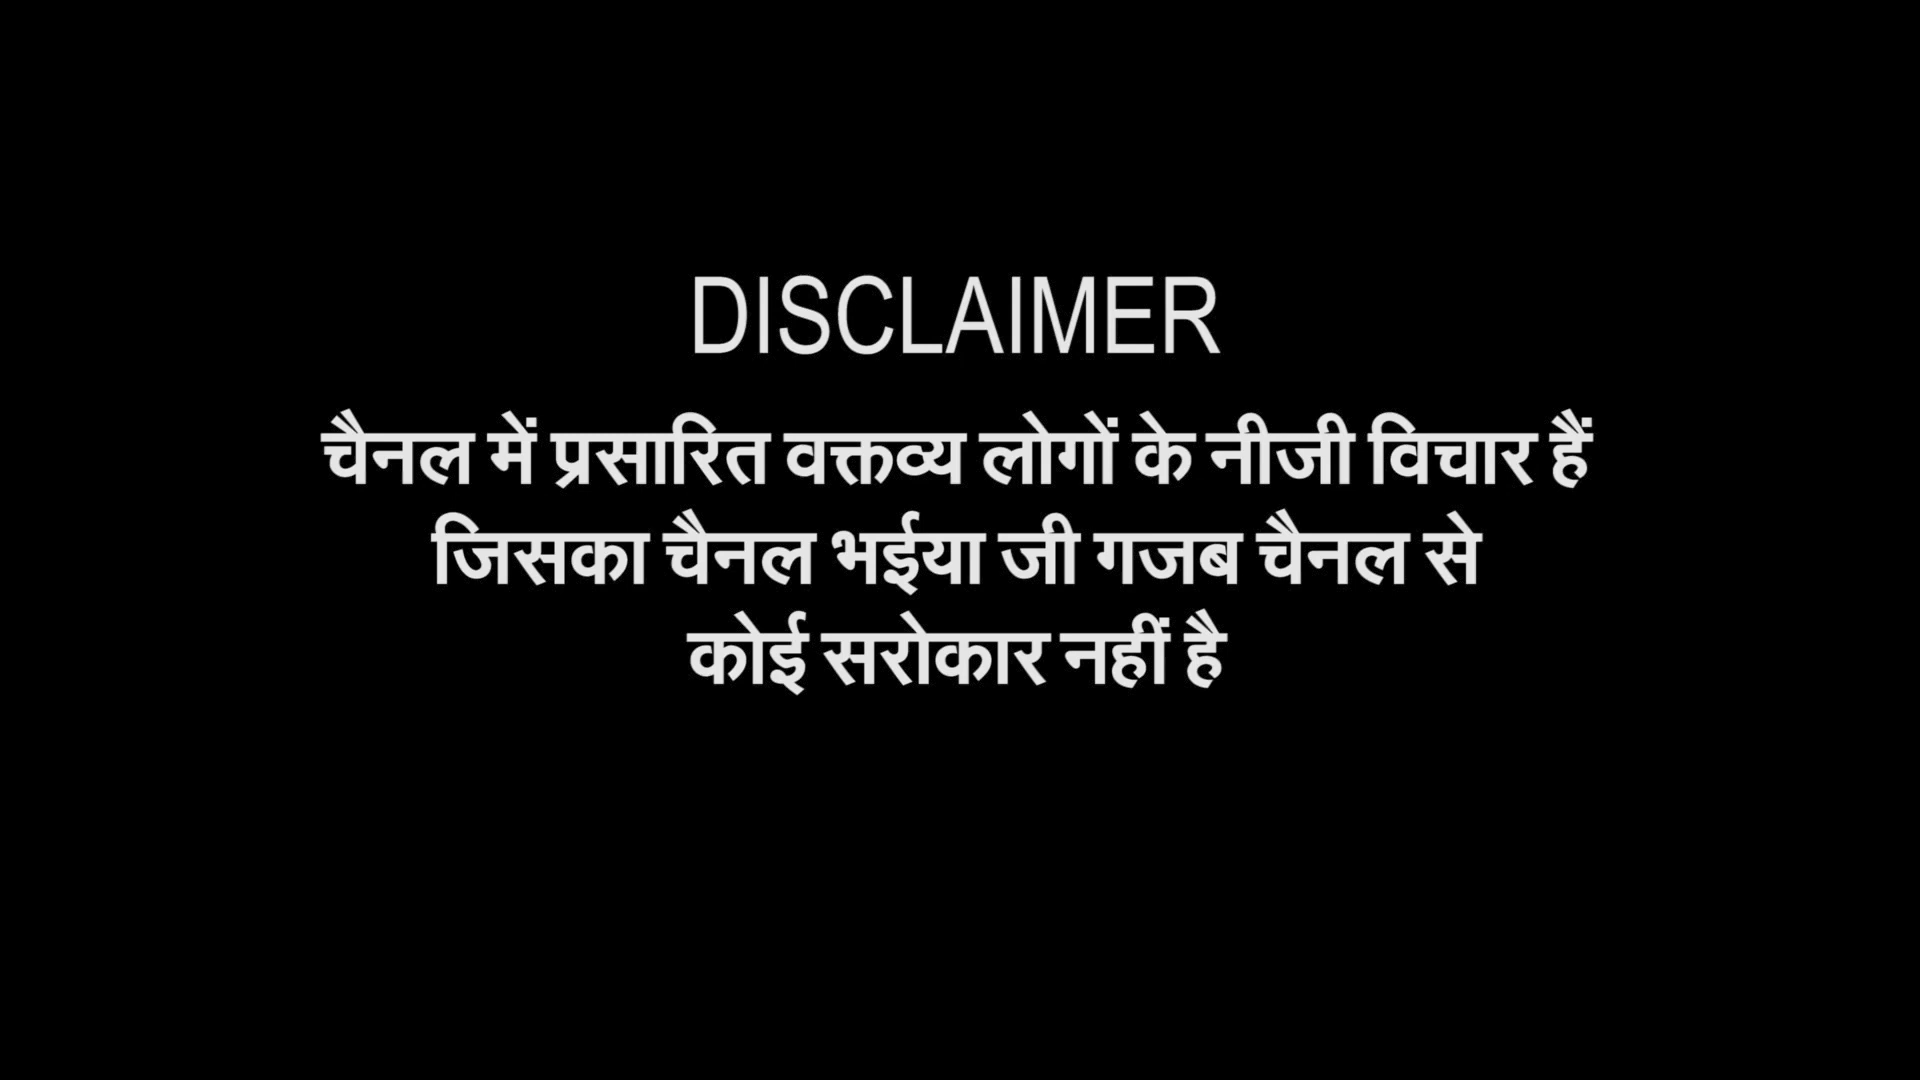 DISCLAIMER
चैनल में प्रसारित वक्तव्य लोगों के नीजी विचार हैं
जिसका चैनल भईया जी गजब चैनल से
कोई सरोकार नहीं है